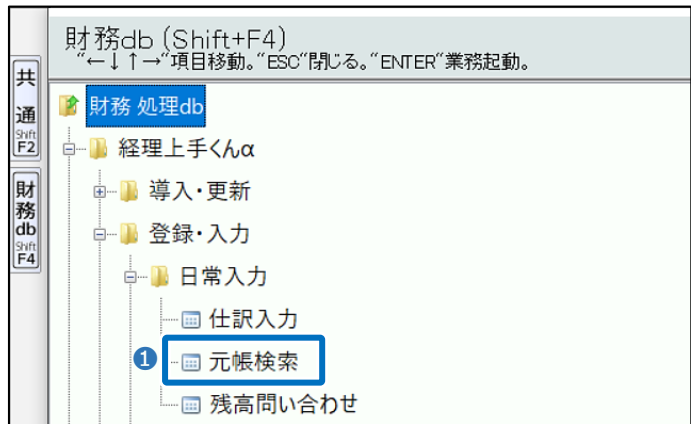 財務db (Shift+F4)
“←↓↑→”項目移動。“ESC”閉じる。“ENTER”業務起動。
共通
Shift
F2
財務db
Shift
F4
財務 処理db
経理上手くんα
導入・更新
登録・入力
日常入力
仕訳入力
❶ 元帳検索
残高問い合わせ